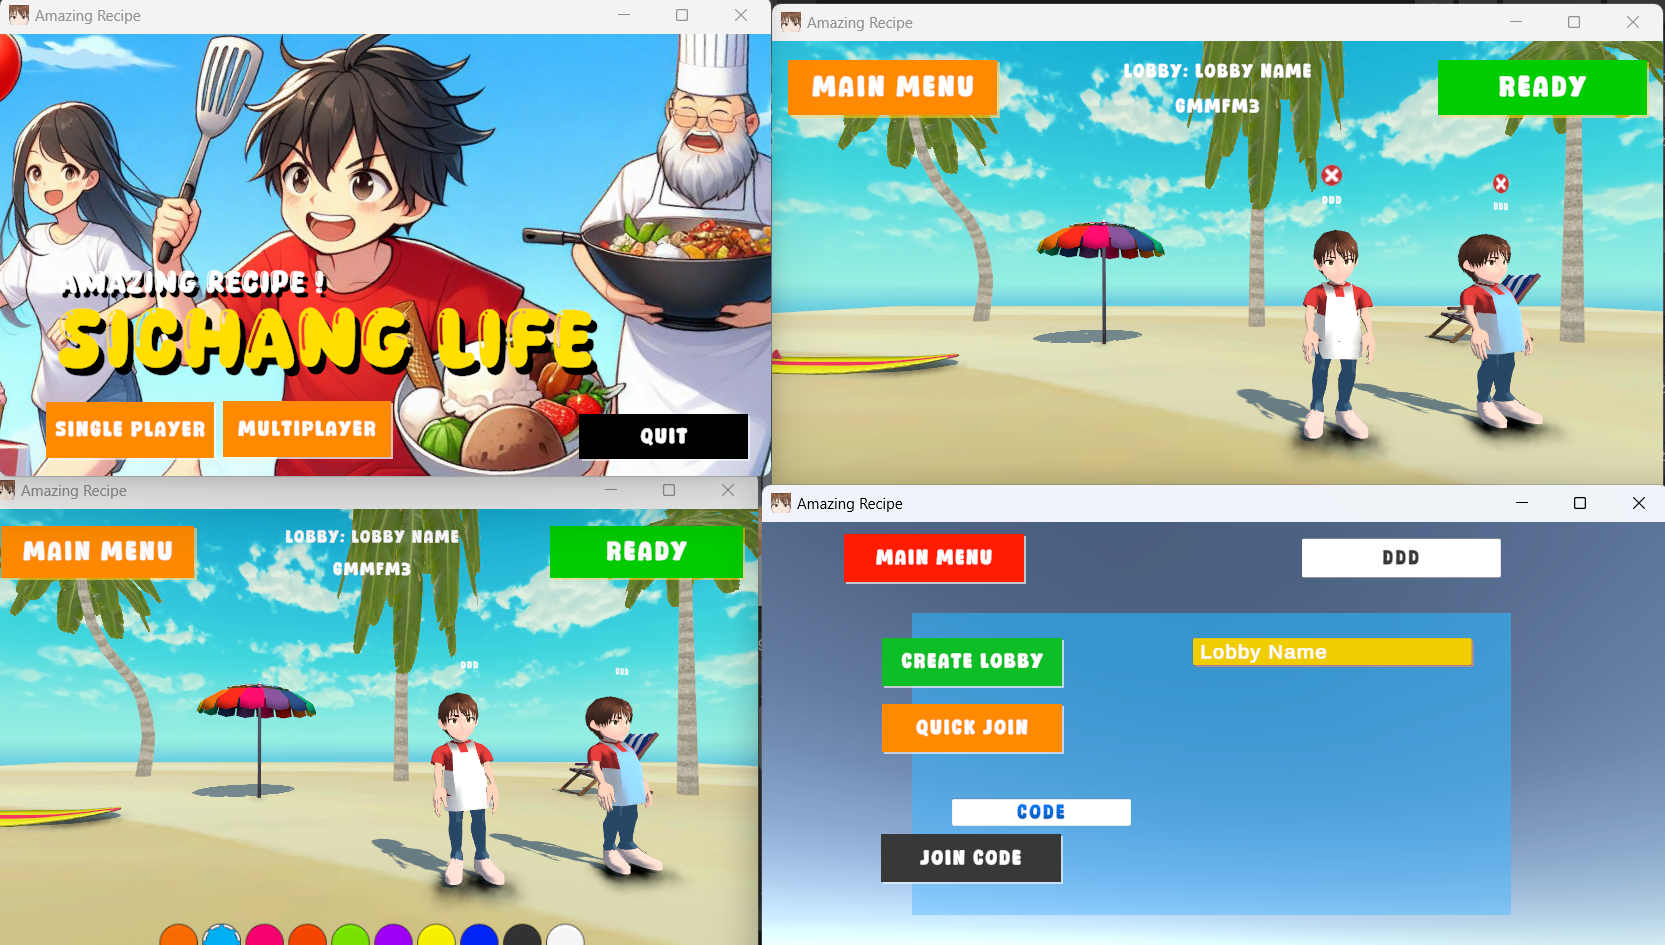 Amazing Recipe
AMAZING RECIPE !
SICHANG LIFE
SINGLE PLAYER
MULTIPLAYER
QUIT
Amazing Recipe
MAIN MENU
LOBBY: LOBBY NAME
GMMFM3
READY
DDD
DDD
Amazing Recipe
MAIN MENU
LOBBY: LOBBY NAME
GMMFM3
READY
DDD
DDD
Amazing Recipe
MAIN MENU
DDD
CREATE LOBBY
Lobby Name
QUICK JOIN
CODE
JOIN CODE